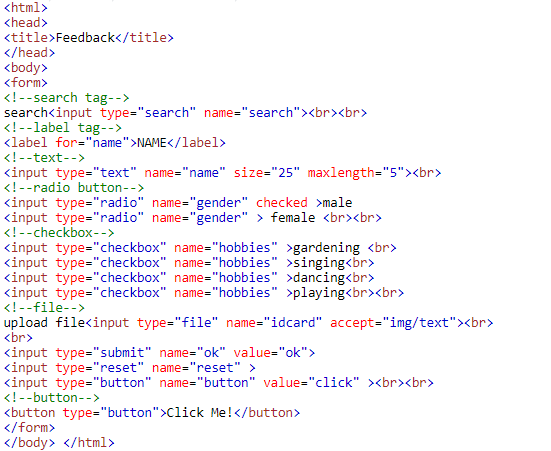 <html>
<head>
<title>Feedback</title>
</head>
<body>
<form>
<!--search tag-->
search<input type="search" name="search"><br><br>
<!--label tag-->
<label for="name">NAME</label>
<!--text-->
<input type="text" name="name" size="25" maxlength="5"><br>
<!--radio button-->
<input type="radio" name="gender" checked >male
<input type="radio" name="gender" > female <br><br>
<!--checkbox-->
<input type="checkbox" name="hobbies" >gardening <br>
<input type="checkbox" name="hobbies" >singing<br>
<input type="checkbox" name="hobbies" >dancing<br>
<input type="checkbox" name="hobbies" >playing<br><br>
<!--file-->
upload file<input type="file" name="idcard" accept="img/text"><br>
<br>
<input type="submit" name="ok" value="ok">
<input type="reset" name="reset" >
<input type="button" name="button" value="click" ><br><br>
<!--button-->
<button type="button">Click Me!</button>
</form>
</body> </html>